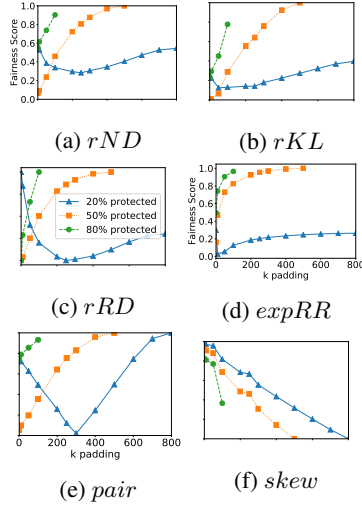 Fairness Score
1.0
0.8
0.6
0.4
0.2
0.0
(a) rND
(b) rKL
20% protected
50% protected
80% protected
(c) rRD
Fairness Score
1.0
0.8
0.6
0.4
0.2
0.0
0 200 400 600 800
k padding
(d) expRR
0 200 400 600 800
k padding
(e) pair
(f) skew